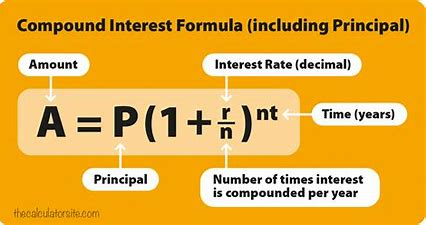 Compound Interest Formula (including Principal)
Amount
Interest Rate (decimal)
A = P(1+r/n)^nt
Time (years)
Principal
Number of times interest
is compounded per year
thecalculatorsite.com